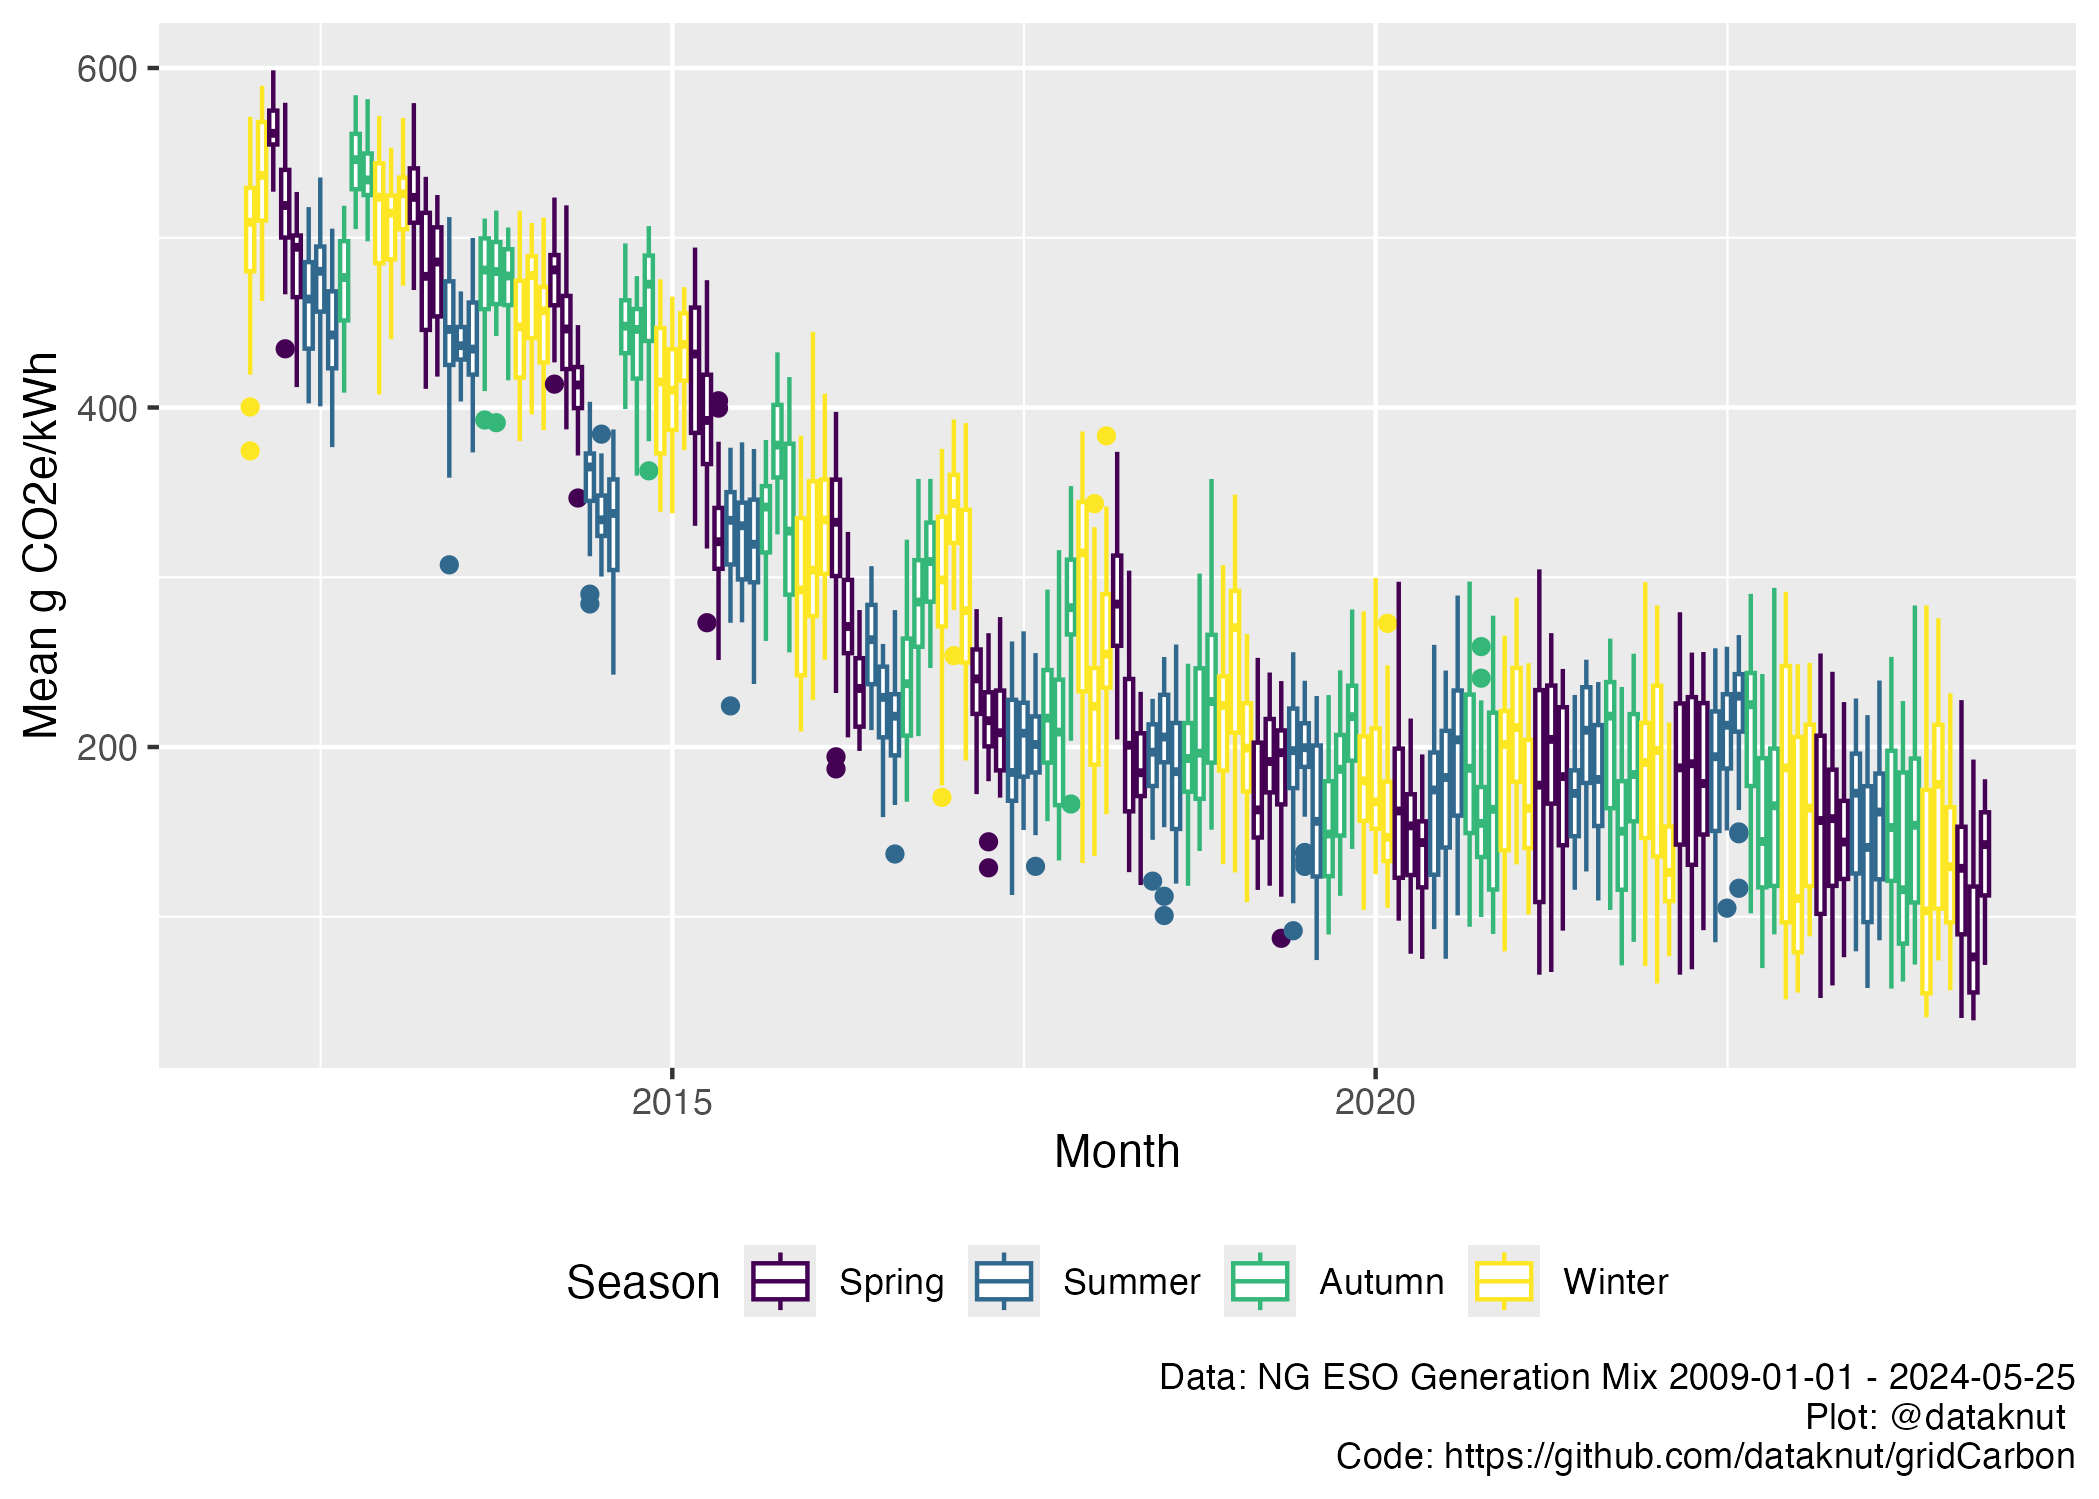 600
400
200
Mean g CO2e/kWh
2015
2020
Month
Season
Spring
Summer
Autumn
Winter
Data: NG ESO Generation Mix 2009-01-01 - 2024-05-25
Plot: @dataknut
Code: https://github.com/dataknut/gridCarbon